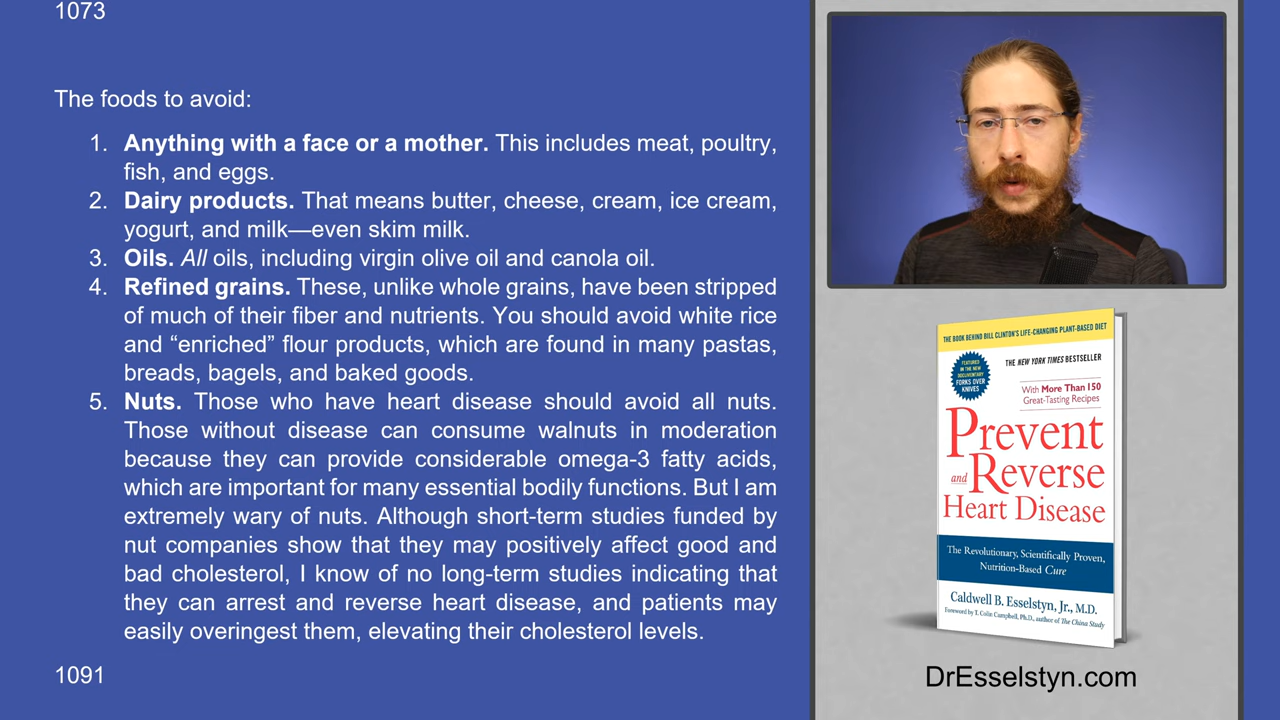 1073
The foods to avoid:
1. Anything with a face or a mother. This includes meat, poultry,
fish, and eggs.
2. Dairy products. That means butter, cheese, cream, ice cream,
yogurt, and milk—even skim milk.
3. Oils. All oils, including virgin olive oil and canola oil.
4. Refined grains. These, unlike whole grains, have been stripped
of much of their fiber and nutrients. You should avoid white rice
and “enriched” flour products, which are found in many pastas,
breads, bagels, and baked goods.
5. Nuts. Those who have heart disease should avoid all nuts.
Those without disease can consume walnuts in moderation
because they can provide considerable omega-3 fatty acids,
which are important for many essential bodily functions. But I am
extremely wary of nuts. Although short-term studies funded by
nut companies show that they may positively affect good and
bad cholesterol, I know of no long-term studies indicating that
they can arrest and reverse heart disease, and patients may
easily overingest them, elevating their cholesterol levels.
1091
THE BOOK BEHIND BILL CLINTON'S LIFE-CHANGING PLANT-BASED DIET
FEATURED
IN THE NEW
DOCUMENTARY
FORKS OVER
KNIVES
THE NEW YORK TIMES BESTSELLER
With More Than 150
Great-Tasting Recipes
Prevent
and Reverse
Heart Disease
The Revolutionary, Scientifically Proven,
Nutrition-Based Cure
Caldwell B. Esselstyn, Jr., M.D.
Foreword by T. Colin Campbell, Ph.D., author of The China Study
DrEsselstyn.com